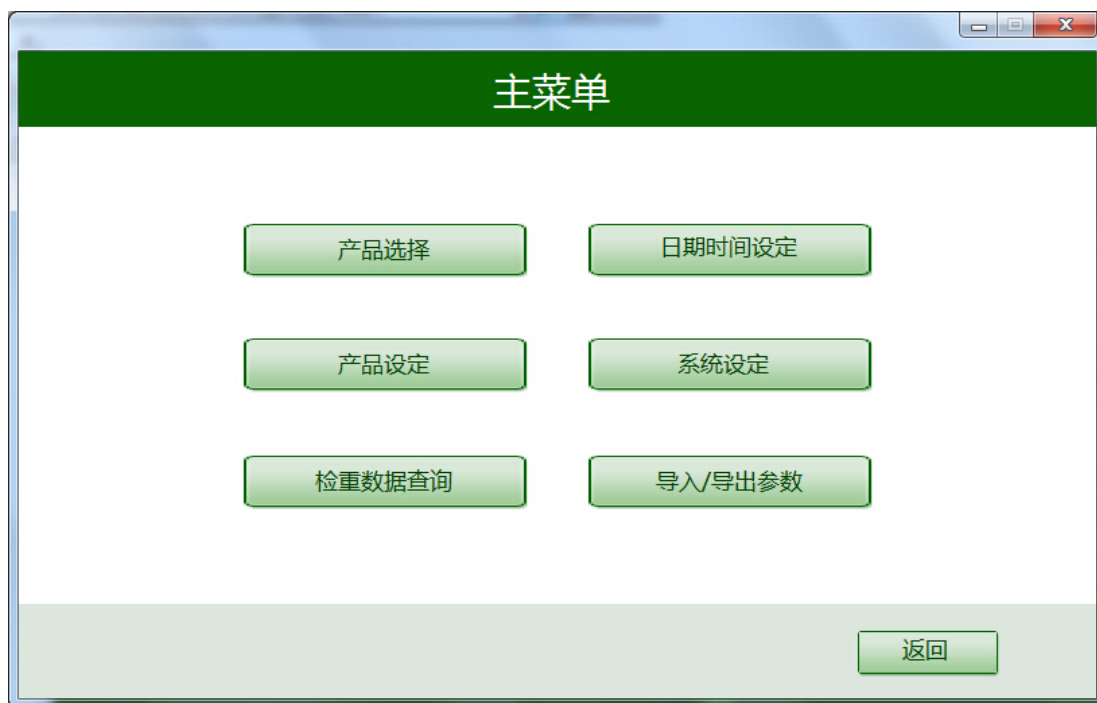 主菜单
产品选择
日期时间设定
产品设定
系统设定
检重数据查询
导入/导出参数
返回